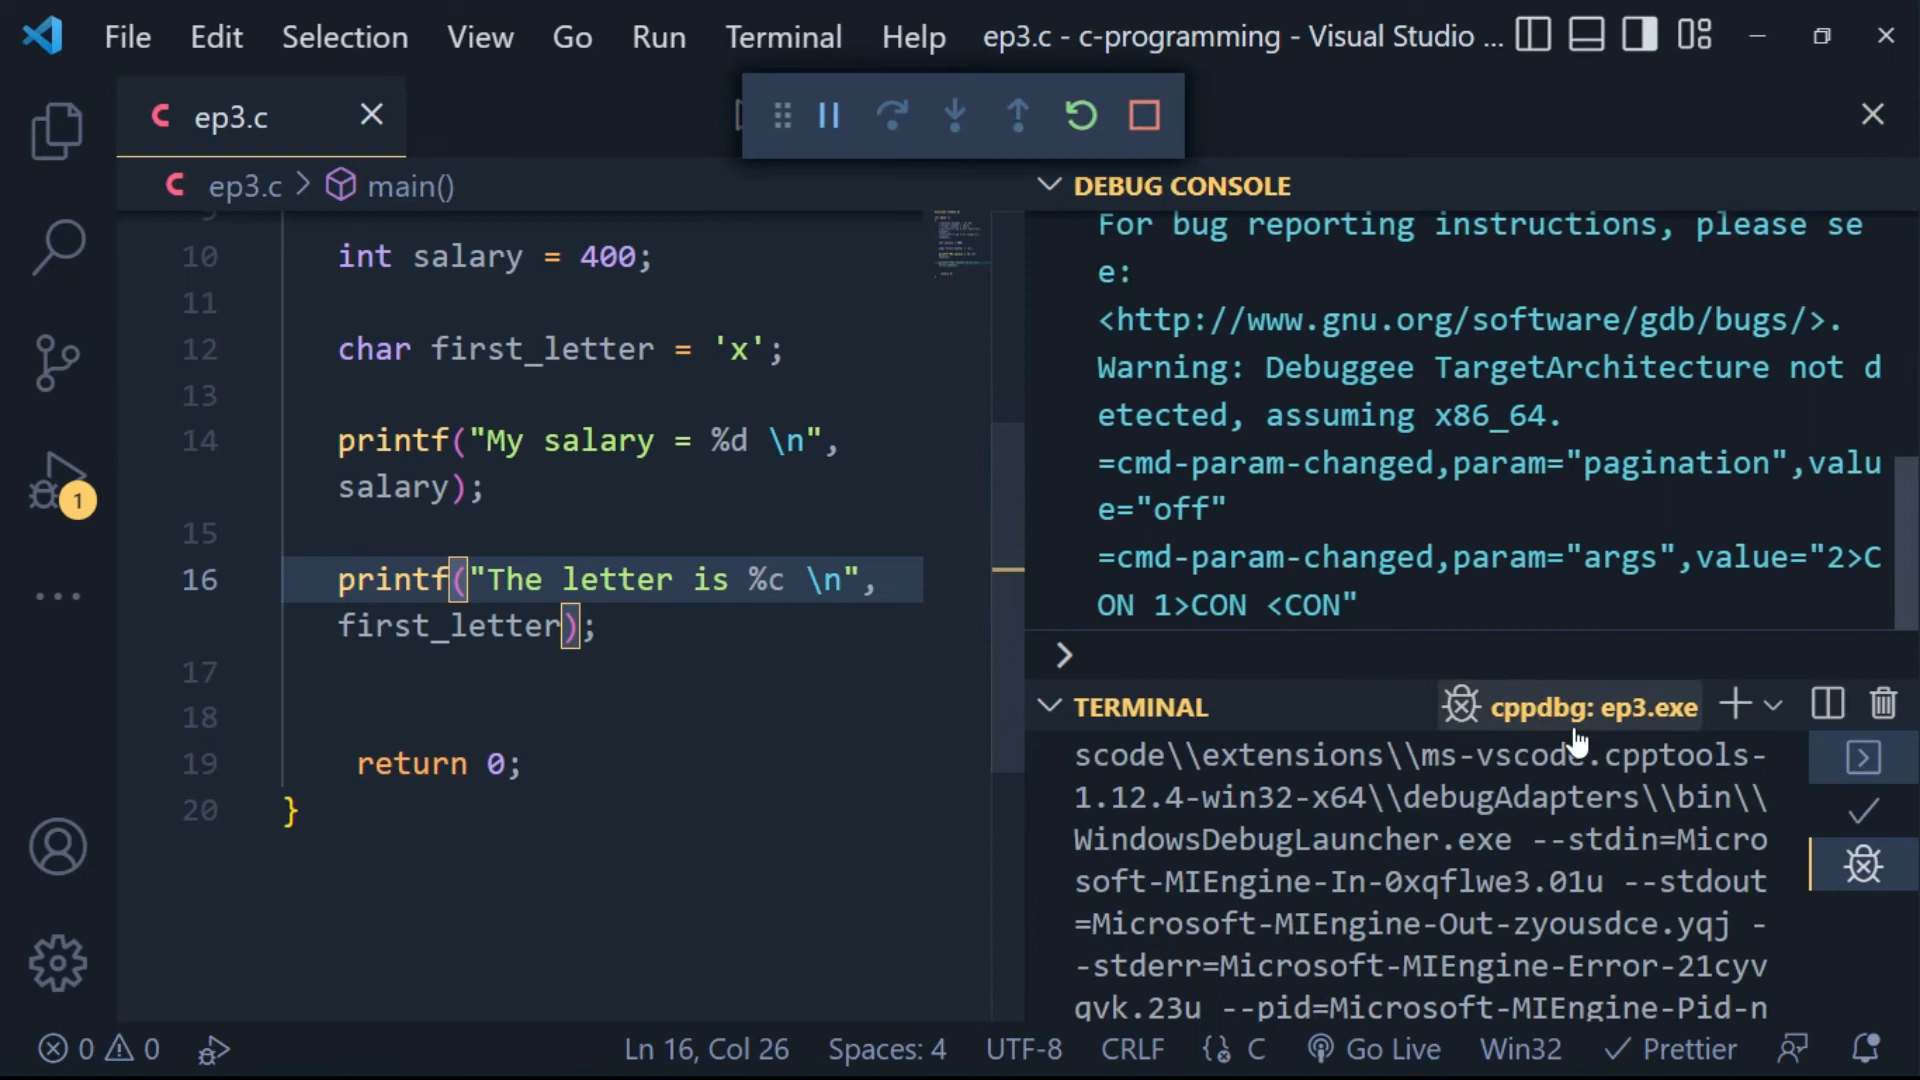 File Edit Selection View Go Run Terminal Help ep3.c - c-programming - Visual Studio ...
ep3.c
ep3.c > main()
10 int salary = 400;
11
12 char first_letter = 'x';
13
14 printf("My salary = %d \n",
salary);
15
16 printf("The letter is %c \n",
first_letter);
17
18
19 return 0;
20 }
1
DEBUG CONSOLE
For bug reporting instructions, please se
e:
<http://www.gnu.org/software/gdb/bugs/>.
Warning: Debuggee TargetArchitecture not d
etected, assuming x86_64.
=cmd-param-changed,param="pagination",valu
e="off"
=cmd-param-changed,param="args",value="2>C
ON 1>CON <CON"
TERMINAL cppdbg: ep3.exe
scode\\extensions\\ms-vscode.cpptools-
1.12.4-win32-x64\\debugAdapters\\bin\\
WindowsDebugLauncher.exe --stdin=Micro
soft-MIEngine-In-0xqflwe3.01u --stdout
=Microsoft-MIEngine-Out-zyousdce.yqj -
-stderr=Microsoft-MIEngine-Error-21cyv
qvk.23u --pid=Microsoft-MIEngine-Pid-n
0 0 Ln 16, Col 26 Spaces: 4 UTF-8 CRLF C Go Live Win32 Prettier